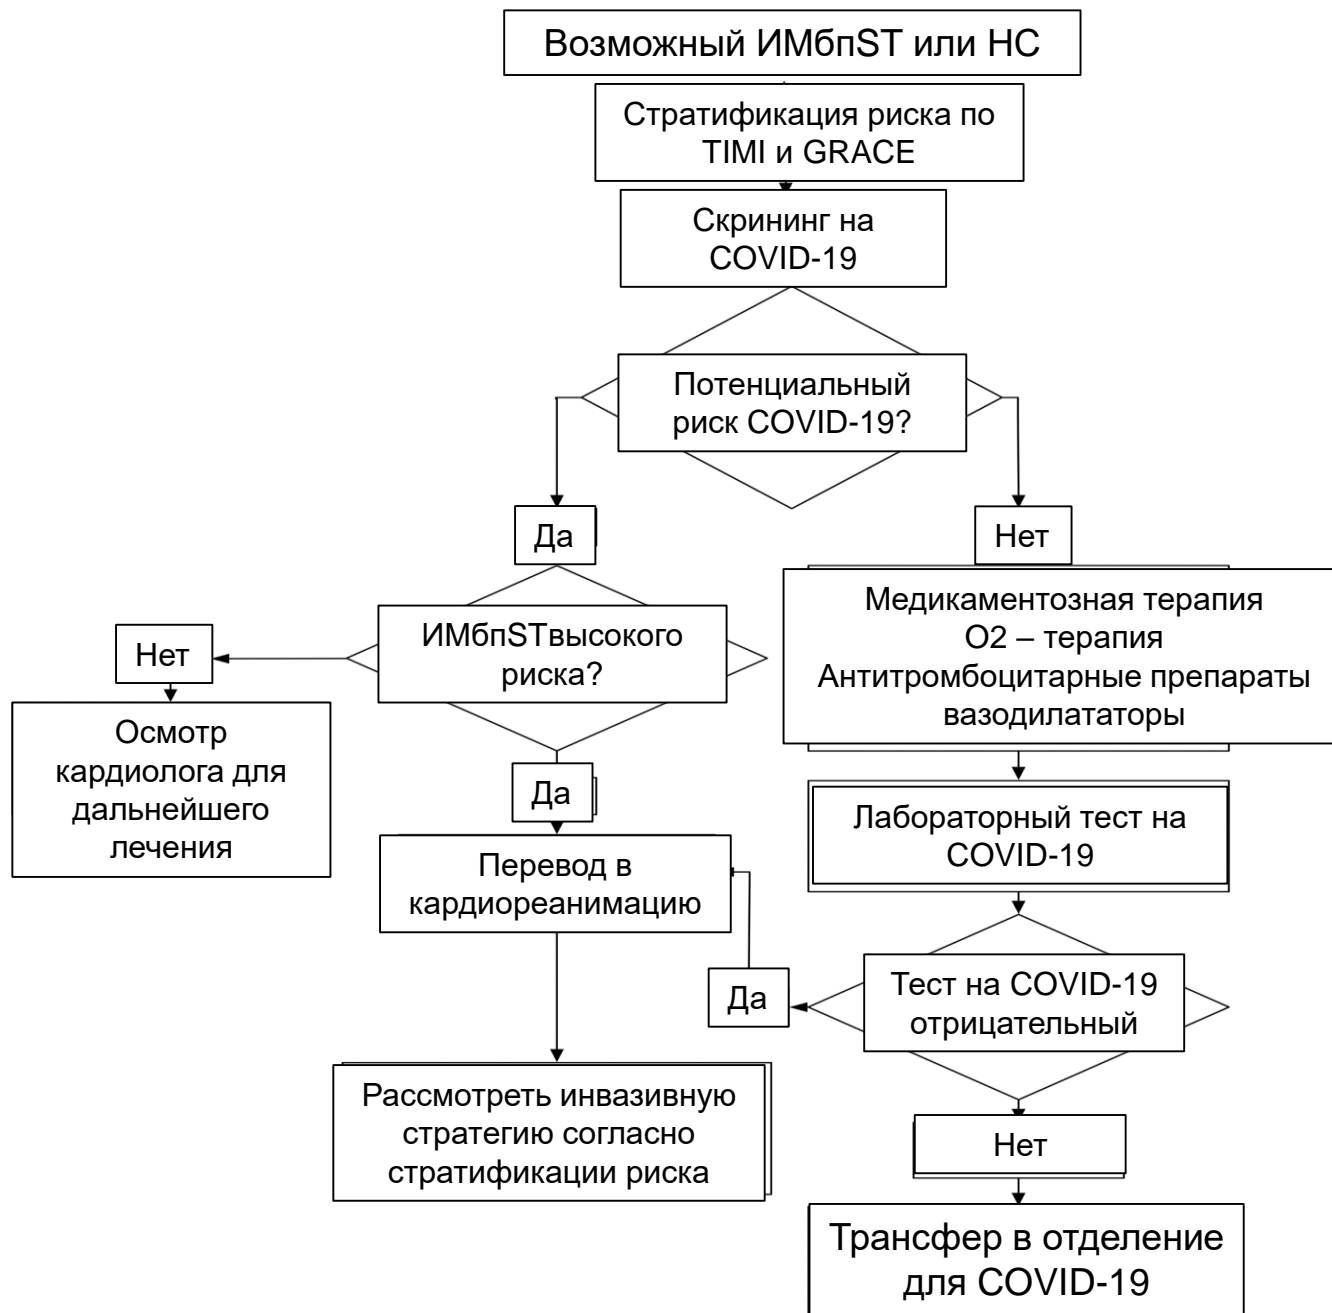 Возможный ИМбпST или НС
Стратификация риска по
TIMI и GRACE
Скрининг на
COVID-19
Потенциальный
риск COVID-19?
Да
Нет
ИМбпSTвысокого
риска?
Нет
Осмотр
кардиолога для
дальнейшего
лечения
Да
Перевод в
кардиореанимацию
Рассмотреть инвазивную
стратегию согласно
стратификации риска
Медикаментозная терапия
О2 – терапия
Антитромбоцитарные препараты
вазодилататоры
Лабораторный тест на
COVID-19
Тест на COVID-19
отрицательный
Да
Нет
Трансфер в отделение
для COVID-19